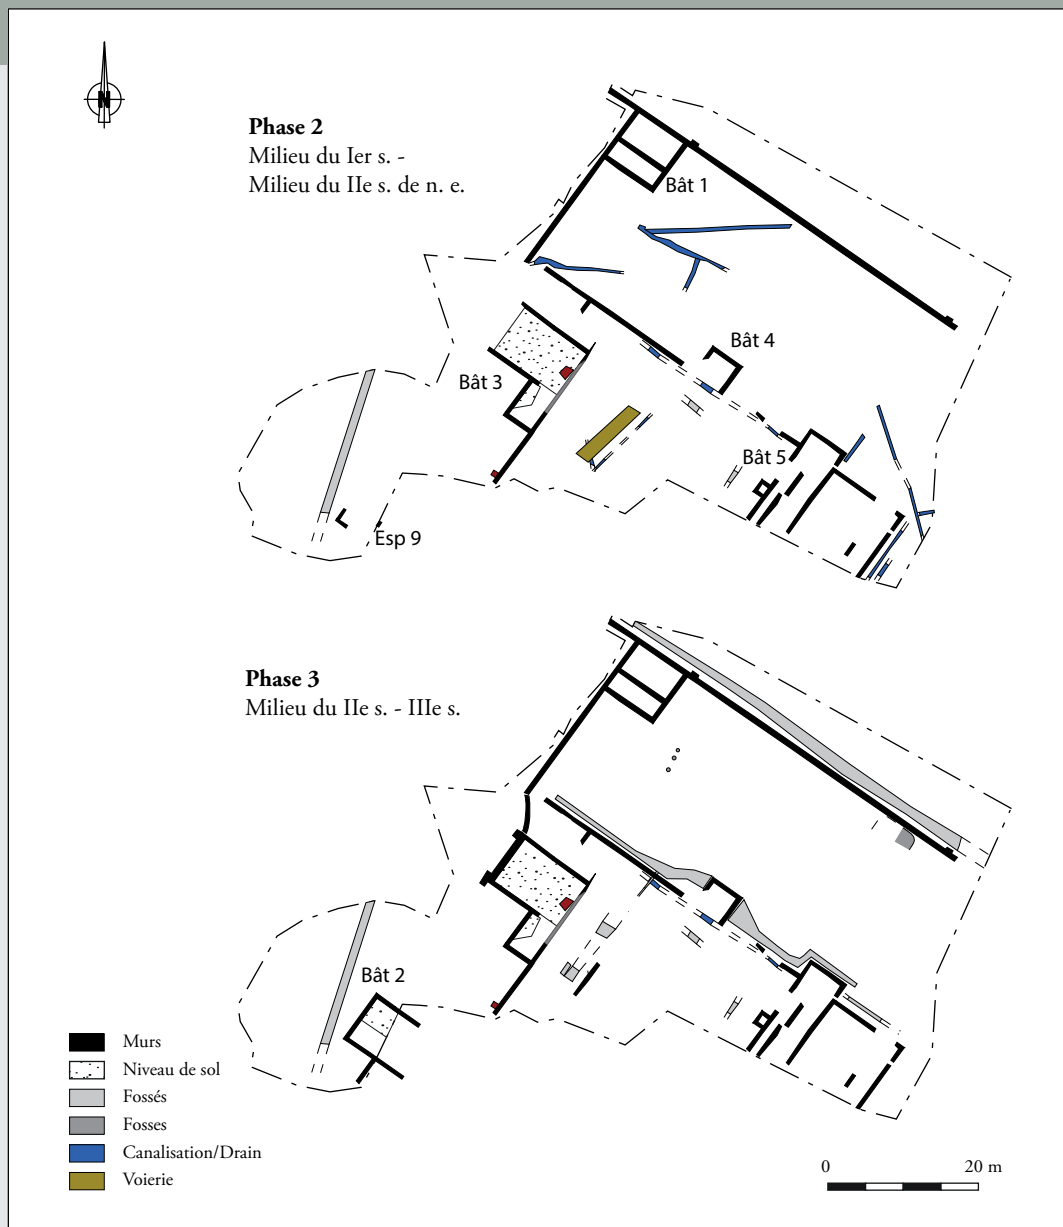 N
Phase 2
Milieu du Ier s. -
Milieu du IIe s. de n. e.
Bât 1
Bât 4
Bât 3
Bât 5
Esp 9
Phase 3
Milieu du IIe s. - IIIe s.
Bât 2
Murs
Niveau de sol
Fossés
Fosses
Canalisation/Drain
Voierie
0 20 m